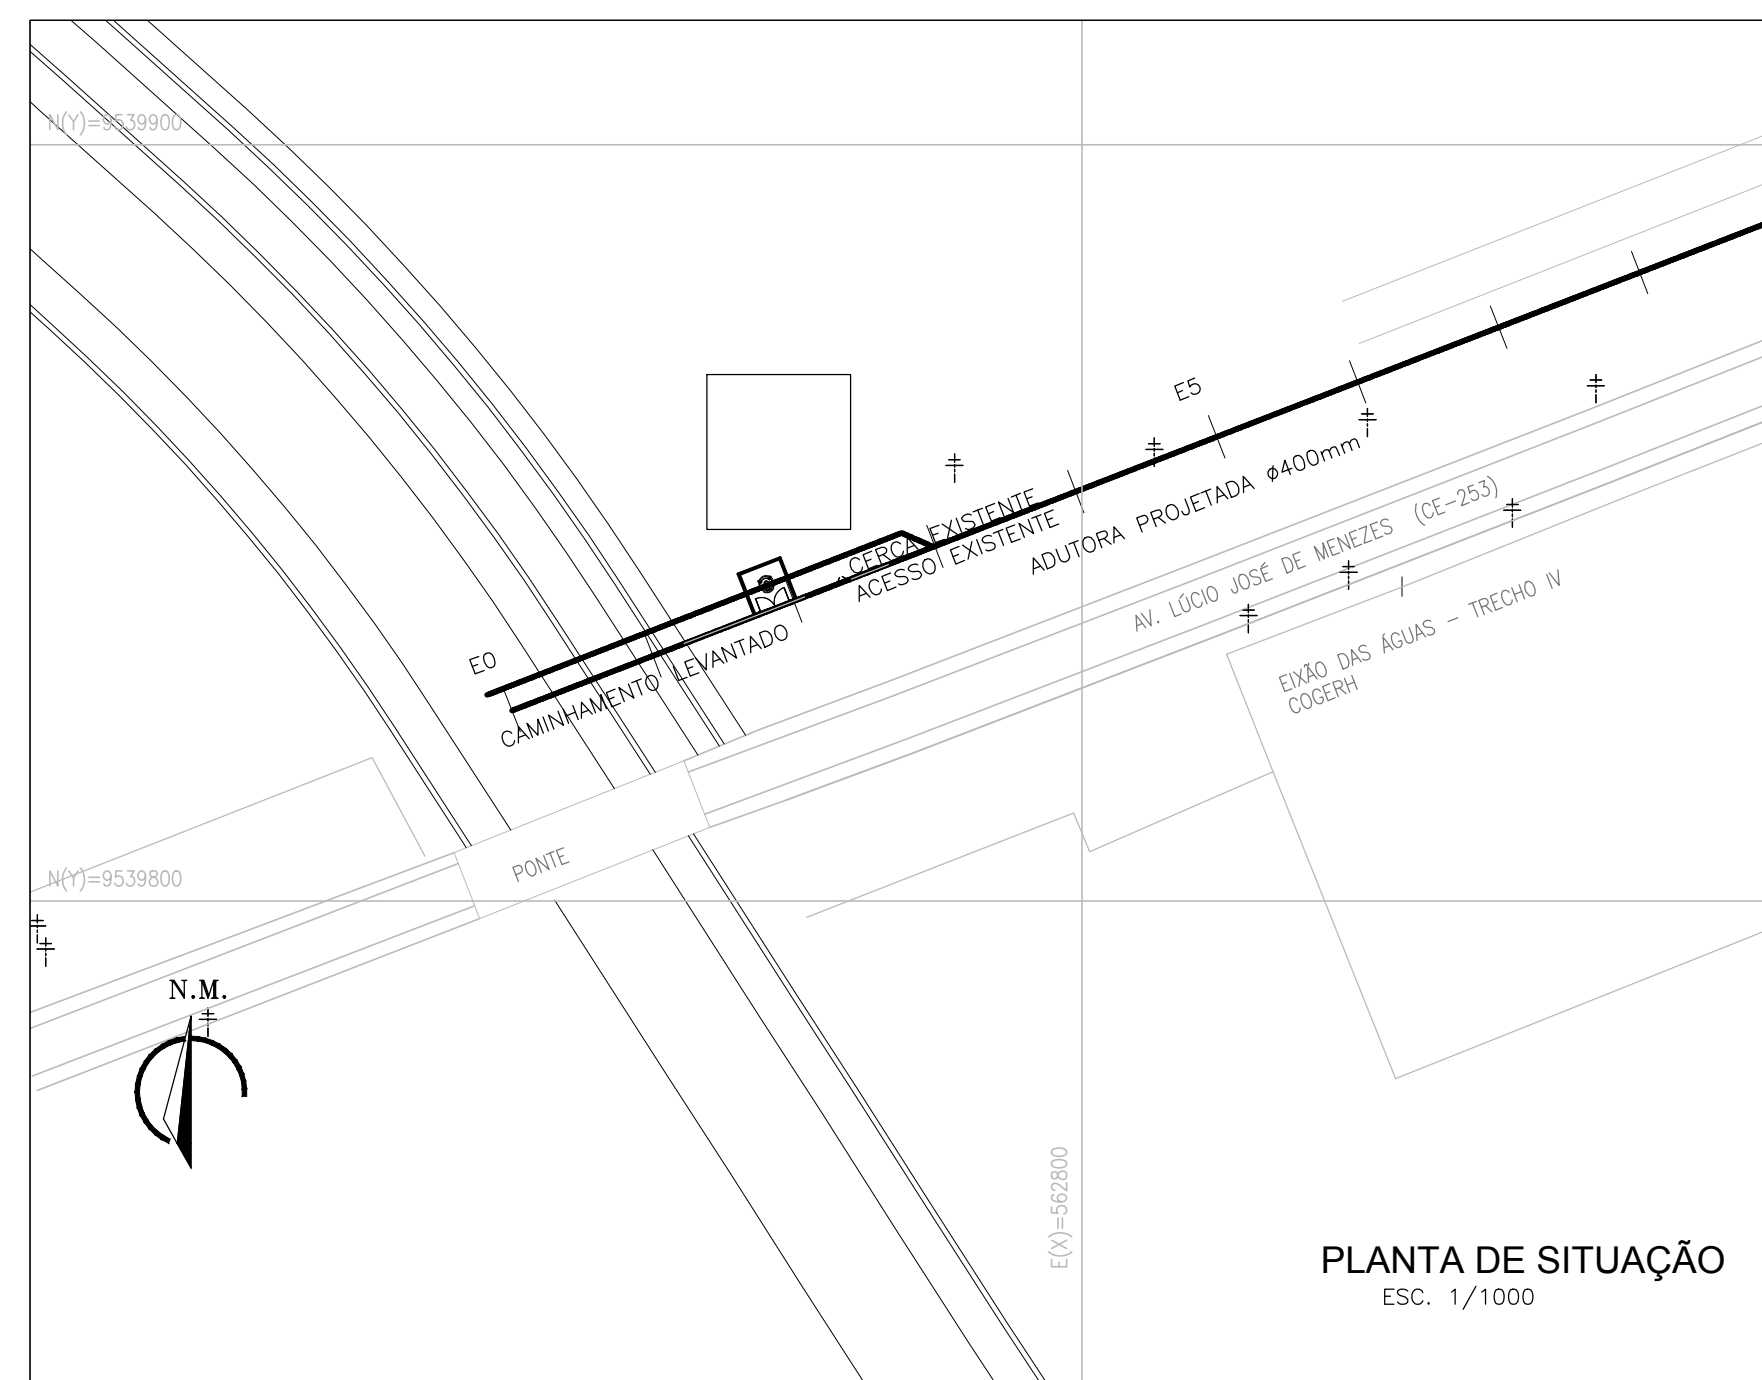 N(Y)=9539900
E5
CERCA EXISTENTE
ACESSO EXISTENTE
ADUTORA PROJETADA ø400mm
AV. LÚCIO JOSÉ DE MENEZES (CE-253)
EIXÃO DAS ÁGUAS - TRECHO IV
COGERH
E0
CAMINHAMENTO LEVANTADO
PONTE
N(Y)=9539800
N.M.
E(X)=562800
PLANTA DE SITUAÇÃO
ESC. 1/1000